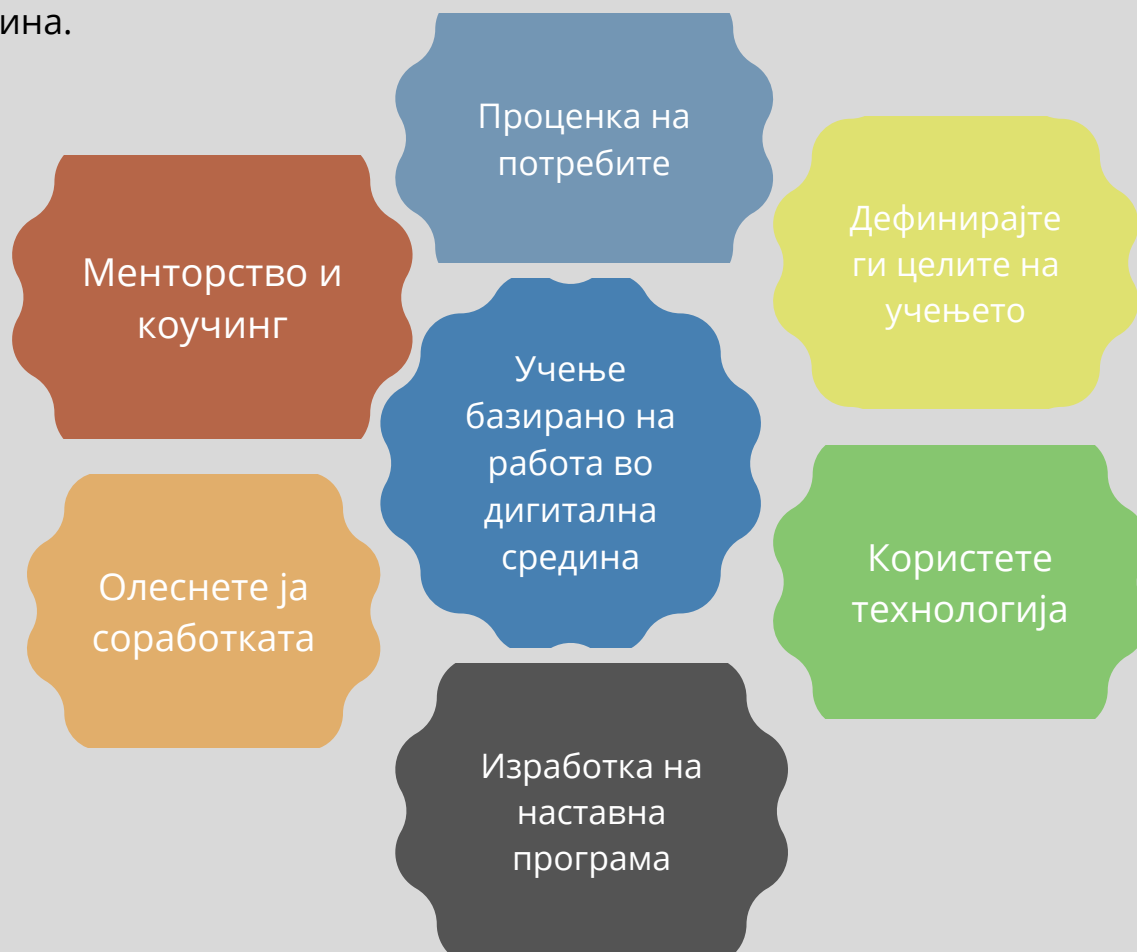 ина.
Проценка на
потребите
Дефинирајте
ги целите на
учењето
Менторство и
коучинг
Учење
базирано на
работа во
дигитална
средина
Користете
технологија
Олеснете ја
соработката
Изработка на
наставна
програма